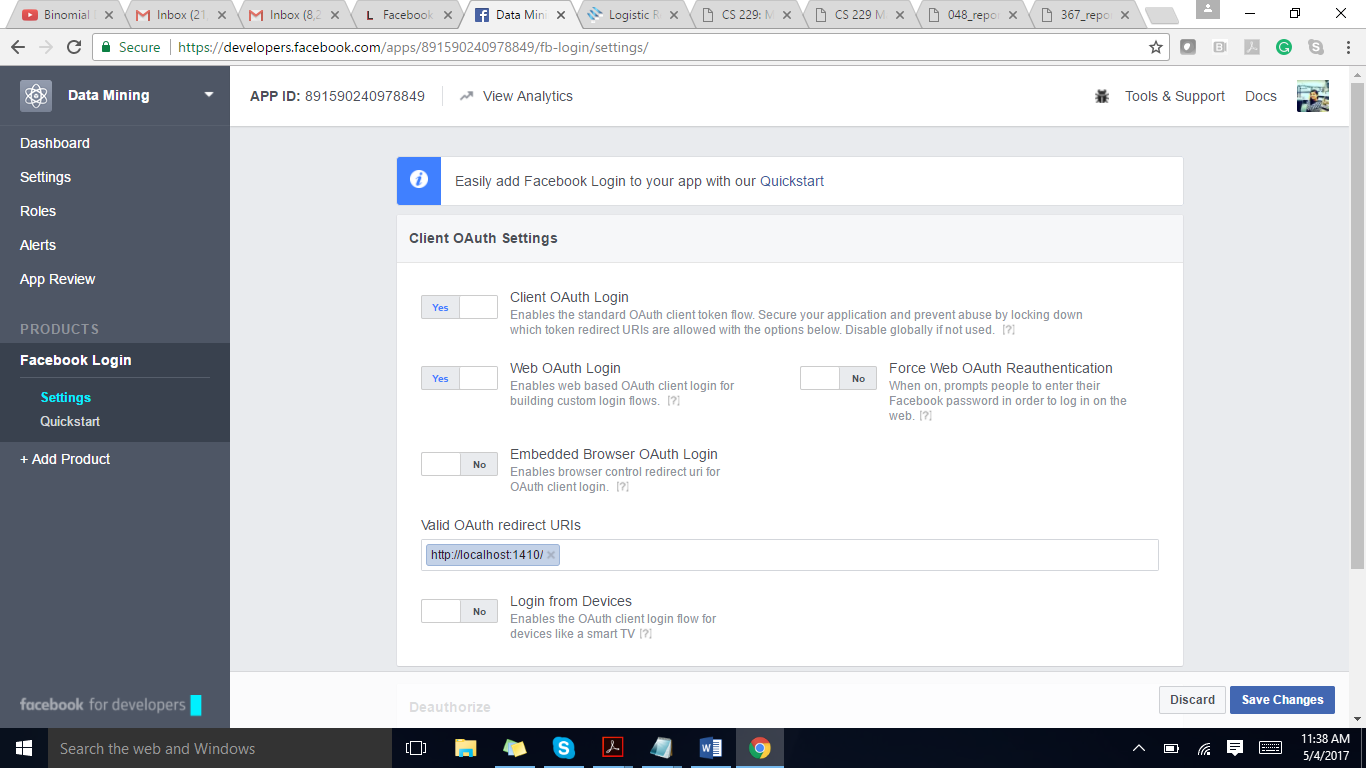 Binomial
Inbox (21,
Inbox (8,2
Facebook
Data Min
Logistic R
CS 229: M
CS 229 M
048_repo
367_repo
Secure
https://developers.facebook.com/apps/891590240978849/fb-login/settings/
Data Mining
APP ID: 891590240978849
View Analytics
Tools & Support
Docs
Dashboard
Settings
Roles
Alerts
App Review
PRODUCTS
Facebook Login
Settings
Quickstart
+ Add Product
facebook for developers
Easily add Facebook Login to your app with our Quickstart
Client OAuth Settings
Yes
Client OAuth Login
Enables the standard OAuth client token flow. Secure your application and prevent abuse by locking down
which token redirect URIs are allowed with the options below. Disable globally if not used. [?]
Yes
Web OAuth Login
Enables web based OAuth client login for
building custom login flows. [?]
No
Force Web OAuth Reauthentication
When on, prompts people to enter their
Facebook password in order to log in on the
web. [?]
No
Embedded Browser OAuth Login
Enables browser control redirect uri for
OAuth client login. [?]
Valid OAuth redirect URIs
http://localhost:1410/
No
Login from Devices
Enables the OAuth client login flow for
devices like a smart TV [?]
Deauthorize
Discard
Save Changes
Search the web and Windows
11:38 AM
5/4/2017